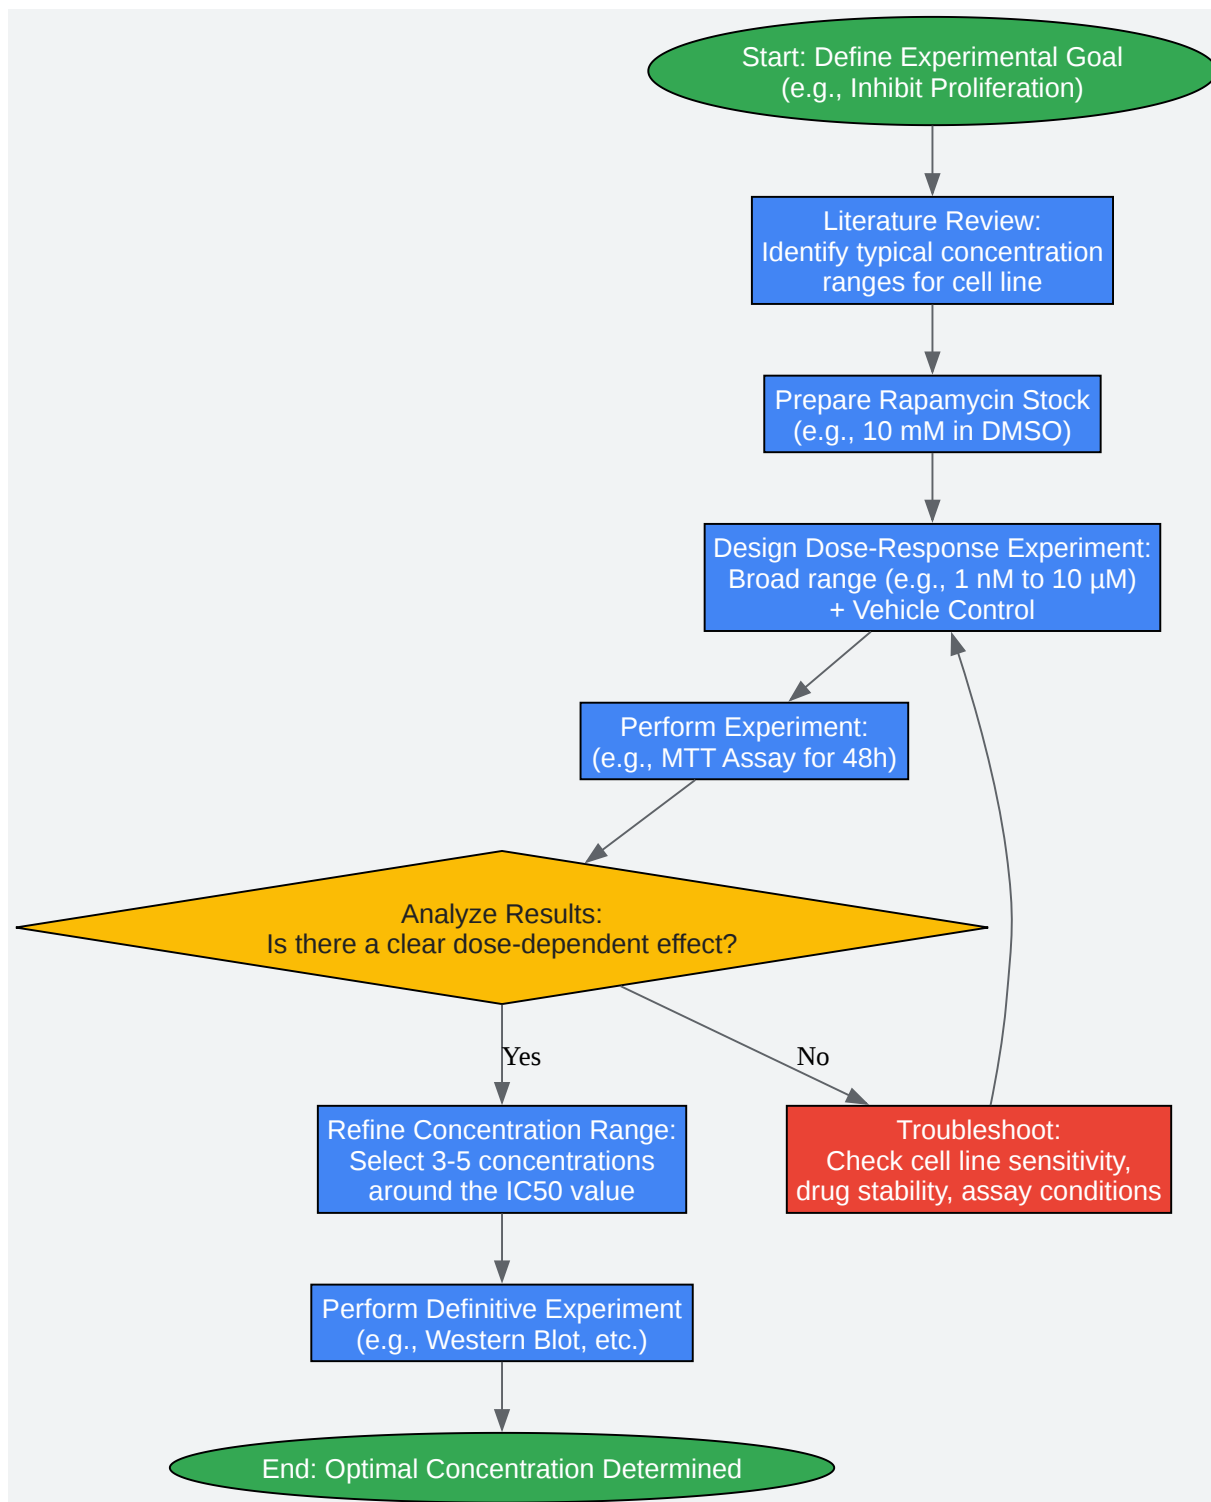 Start: Define Experimental Goal
(e.g., Inhibit Proliferation)
Literature Review:
Identify typical concentration
ranges for cell line
Prepare Rapamycin Stock
(e.g., 10 mM in DMSO)
Design Dose-Response Experiment:
Broad range (e.g., 1 nM to 10 µM)
+ Vehicle Control
Perform Experiment:
(e.g., MTT Assay for 48h)
Analyze Results:
Is there a clear dose-dependent effect?
Yes
No
Refine Concentration Range:
Select 3-5 concentrations
around the IC50 value
Troubleshoot:
Check cell line sensitivity,
drug stability, assay conditions
Perform Definitive Experiment
(e.g., Western Blot, etc.)
End: Optimal Concentration Determined